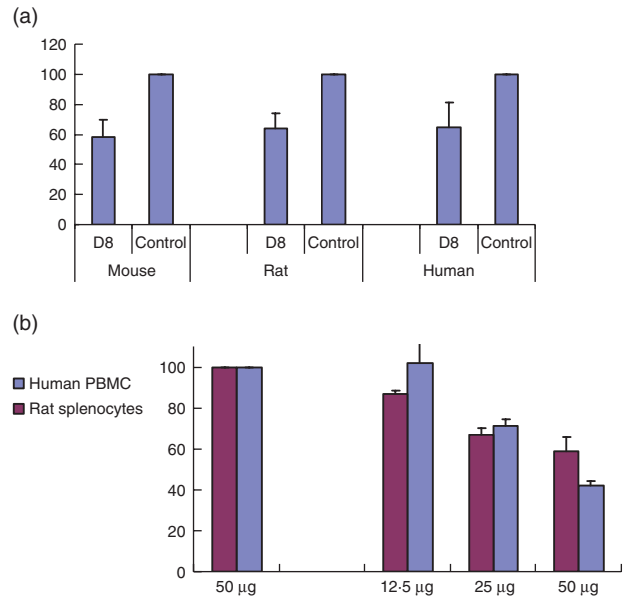 (a)
120
100
80
60
40
20
0
D8 Control D8 Control D8 Control
Mouse Rat Human
(b)
Human PBMC
Rat splenocytes
100
80
60
40
20
0
50 µg 12·5 µg 25 µg 50 µg